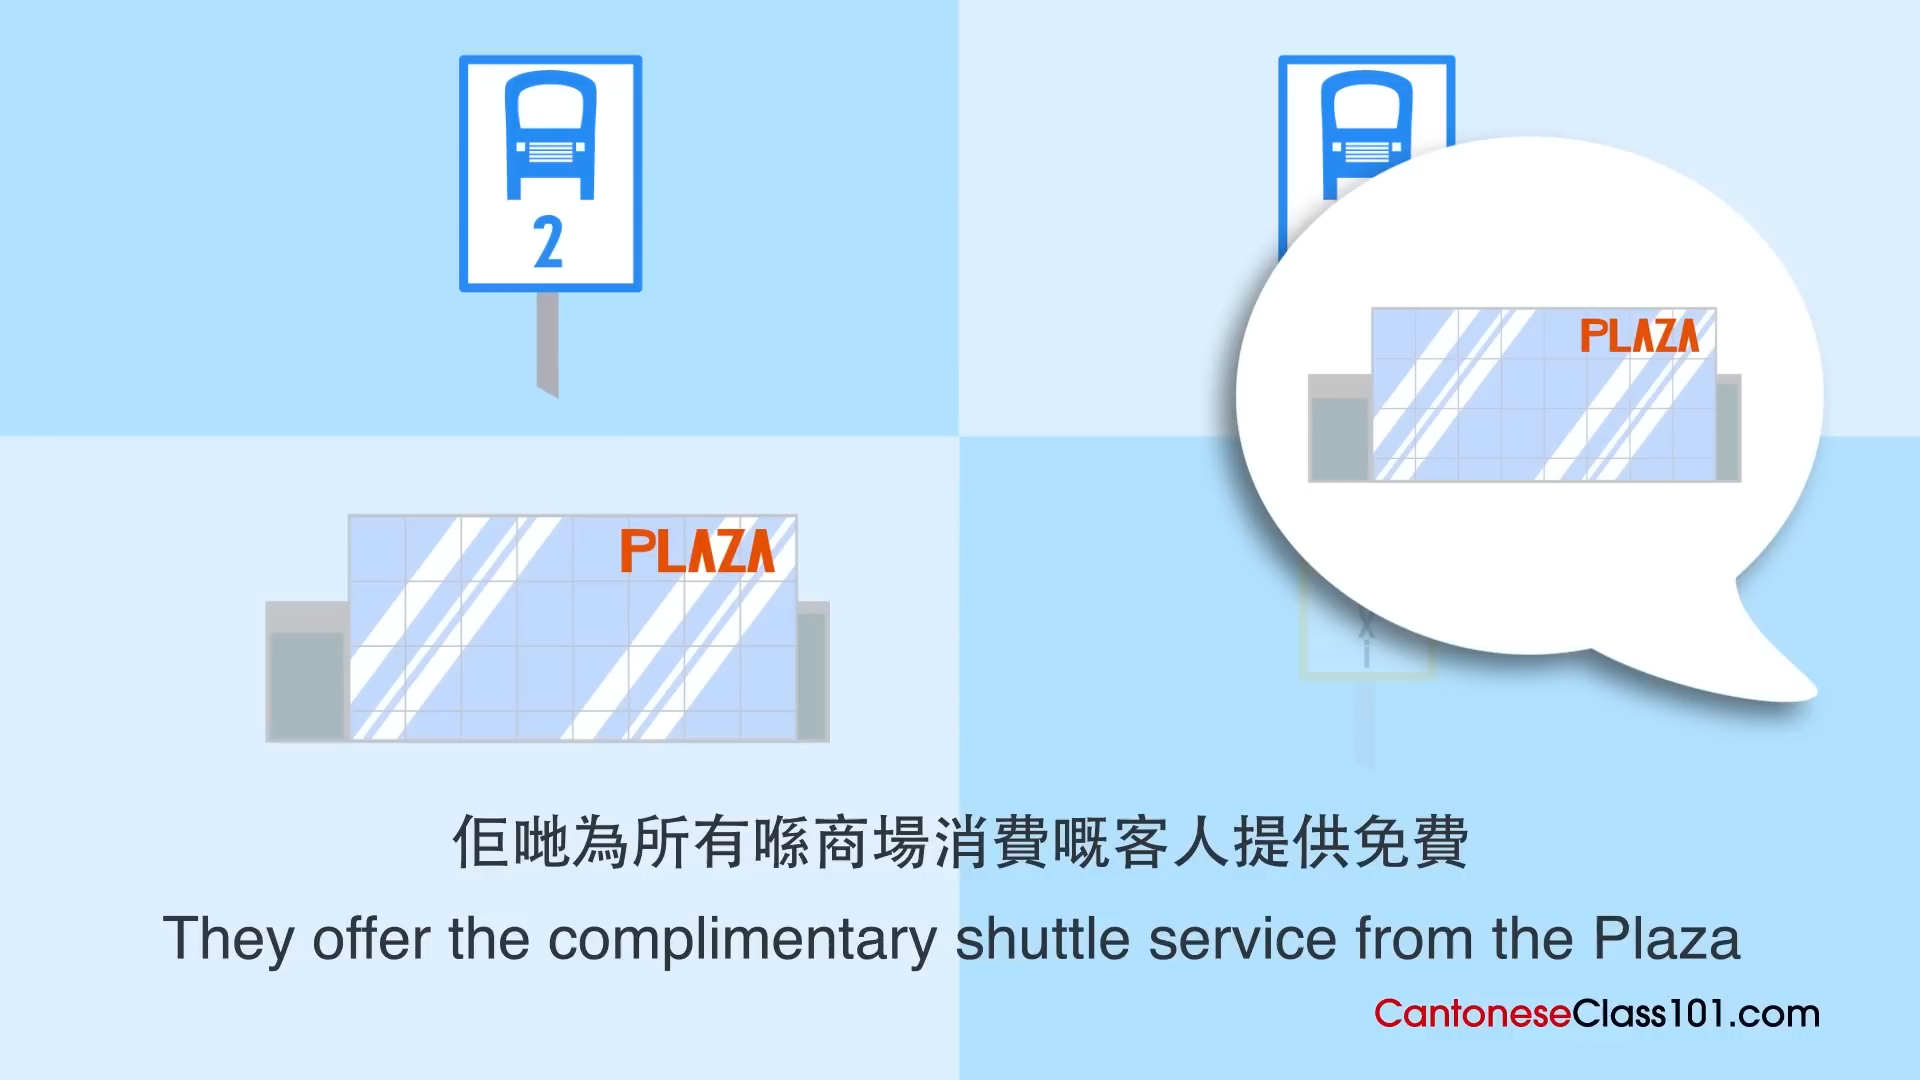 2
PLAZA
PLAZA
佢哋為所有喺商場消費嘅客人提供免費
They offer the complimentary shuttle service from the Plaza
CantoneseClass101.com